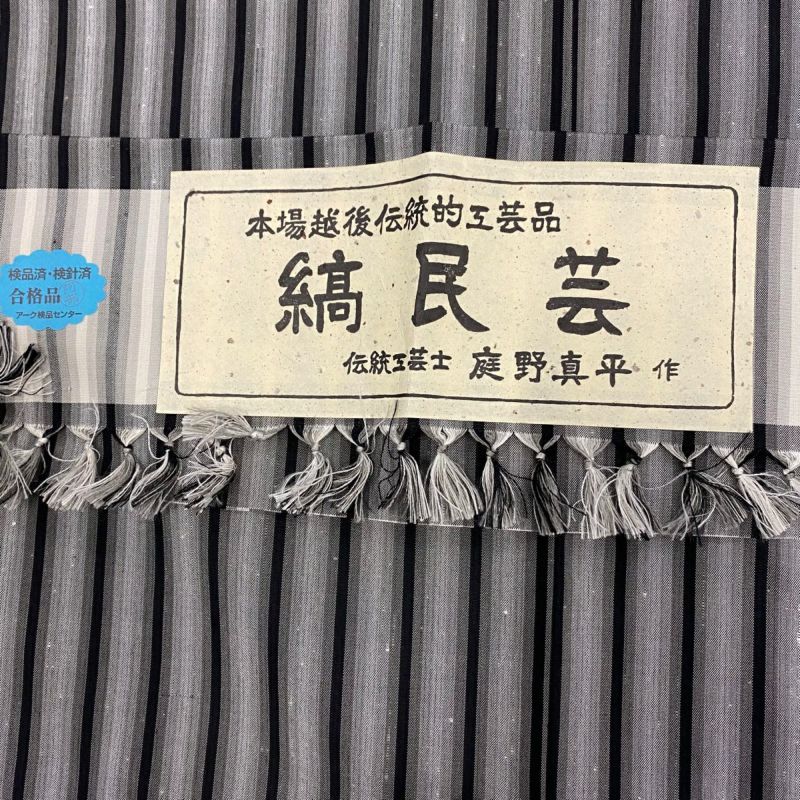 本場越後伝統的工芸品
縞民芸
伝統工芸士 庭野真平 作
検品済・検針済
合格品
アーク検品センター